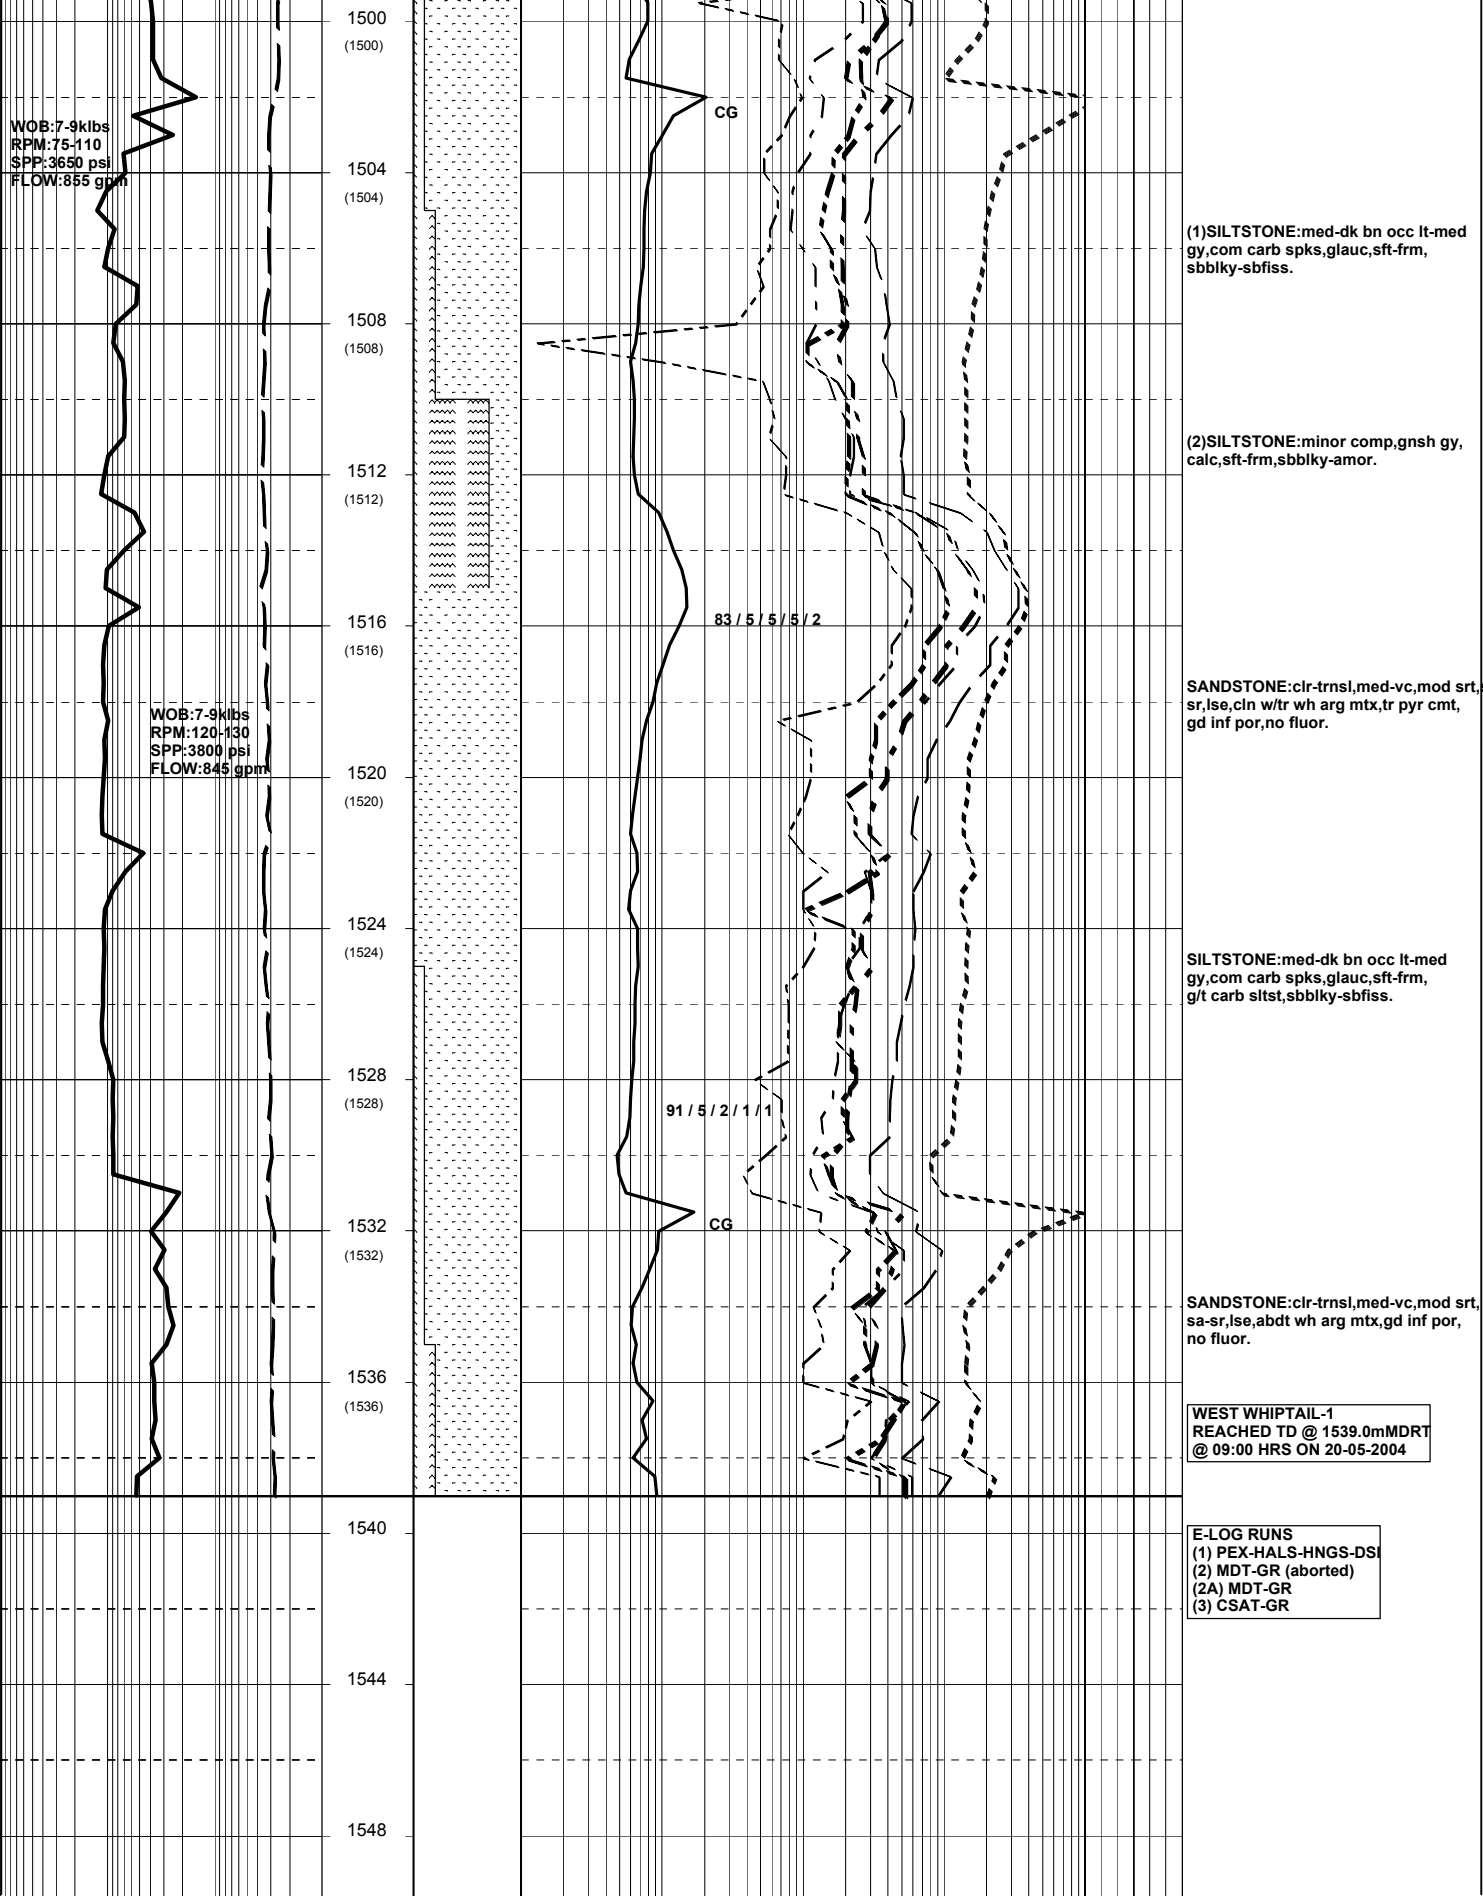 1500
(1500)
CG
WOB:7-9klbs
RPM:75-110
SPP:3650 psi
FLOW:855 gpm
1504
(1504)
(1)SILTSTONE:med-dk bn occ lt-med
gy,com carb spks,glauc,sft-frm,
sbblky-sbfiss.
1508
(1508)
(2)SILTSTONE:minor comp,gnsh gy,
calc,sft-frm,sbblky-amor.
1512
(1512)
83 / 5 / 5 / 5 / 2
1516
(1516)
SANDSTONE:clr-trnsl,med-vc,mod srt,s
sr,lse,cln w/tr wh arg mtx,tr pyr cmt,
gd inf por,no fluor.
WOB:7-9klbs
RPM:120-130
SPP:3800 psi
FLOW:845 gpm
1520
(1520)
1524
(1524)
SILTSTONE:med-dk bn occ lt-med
gy,com carb spks,glauc,sft-frm,
g/t carb sltst,sbblky-sbfiss.
1528
(1528)
91 / 5 / 2 / 1 / 1
CG
1532
(1532)
SANDSTONE:clr-trnsl,med-vc,mod srt,
sa-sr,lse,abdt wh arg mtx,gd inf por,
no fluor.
1536
(1536)
WEST WHIPTAIL-1
REACHED TD @ 1539.0mMDRT
@ 09:00 HRS ON 20-05-2004
1540
E-LOG RUNS
(1) PEX-HALS-HNGS-DSI
(2) MDT-GR (aborted)
(2A) MDT-GR
(3) CSAT-GR
1544
1548